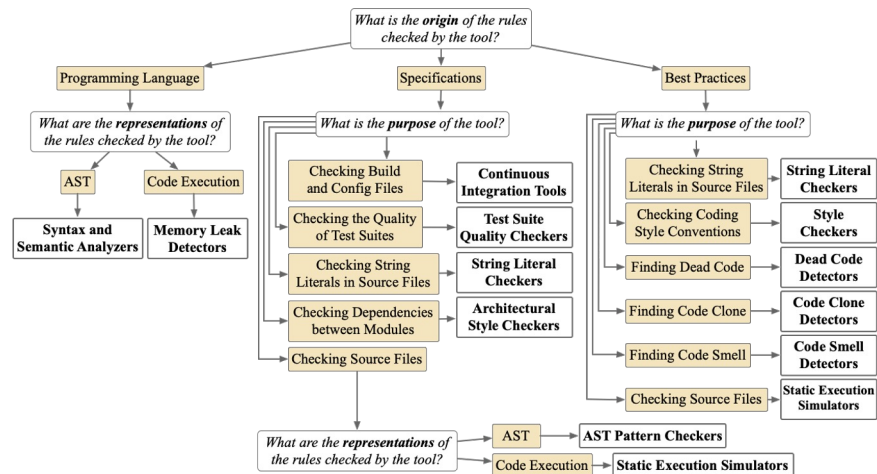 What is the origin of the rules
checked by the tool?
Programming Language
Specifications
Best Practices
What are the representations of
the rules checked by the tool?
AST
Code Execution
Syntax and
Semantic Analyzers
Memory Leak
Detectors
What is the purpose of the tool?
Checking Build
and Config Files
Continuous
Integration Tools
Checking the Quality
of Test Suites
Test Suite
Quality Checkers
Checking String
Literals in Source Files
String Literal
Checkers
Checking Dependencies
between Modules
Architectural
Style Checkers
Checking Source Files
What are the representations of
the rules checked by the tool?
AST
AST Pattern Checkers
Code Execution
Static Execution Simulators
What is the purpose of the tool?
Checking String
Literals in Source Files
String Literal
Checkers
Checking Coding
Style Conventions
Style
Checkers
Finding Dead Code
Dead Code
Detectors
Finding Code Clone
Code Clone
Detectors
Finding Code Smell
Code Smell
Detectors
Checking Source Files
Static Execution
Simulators